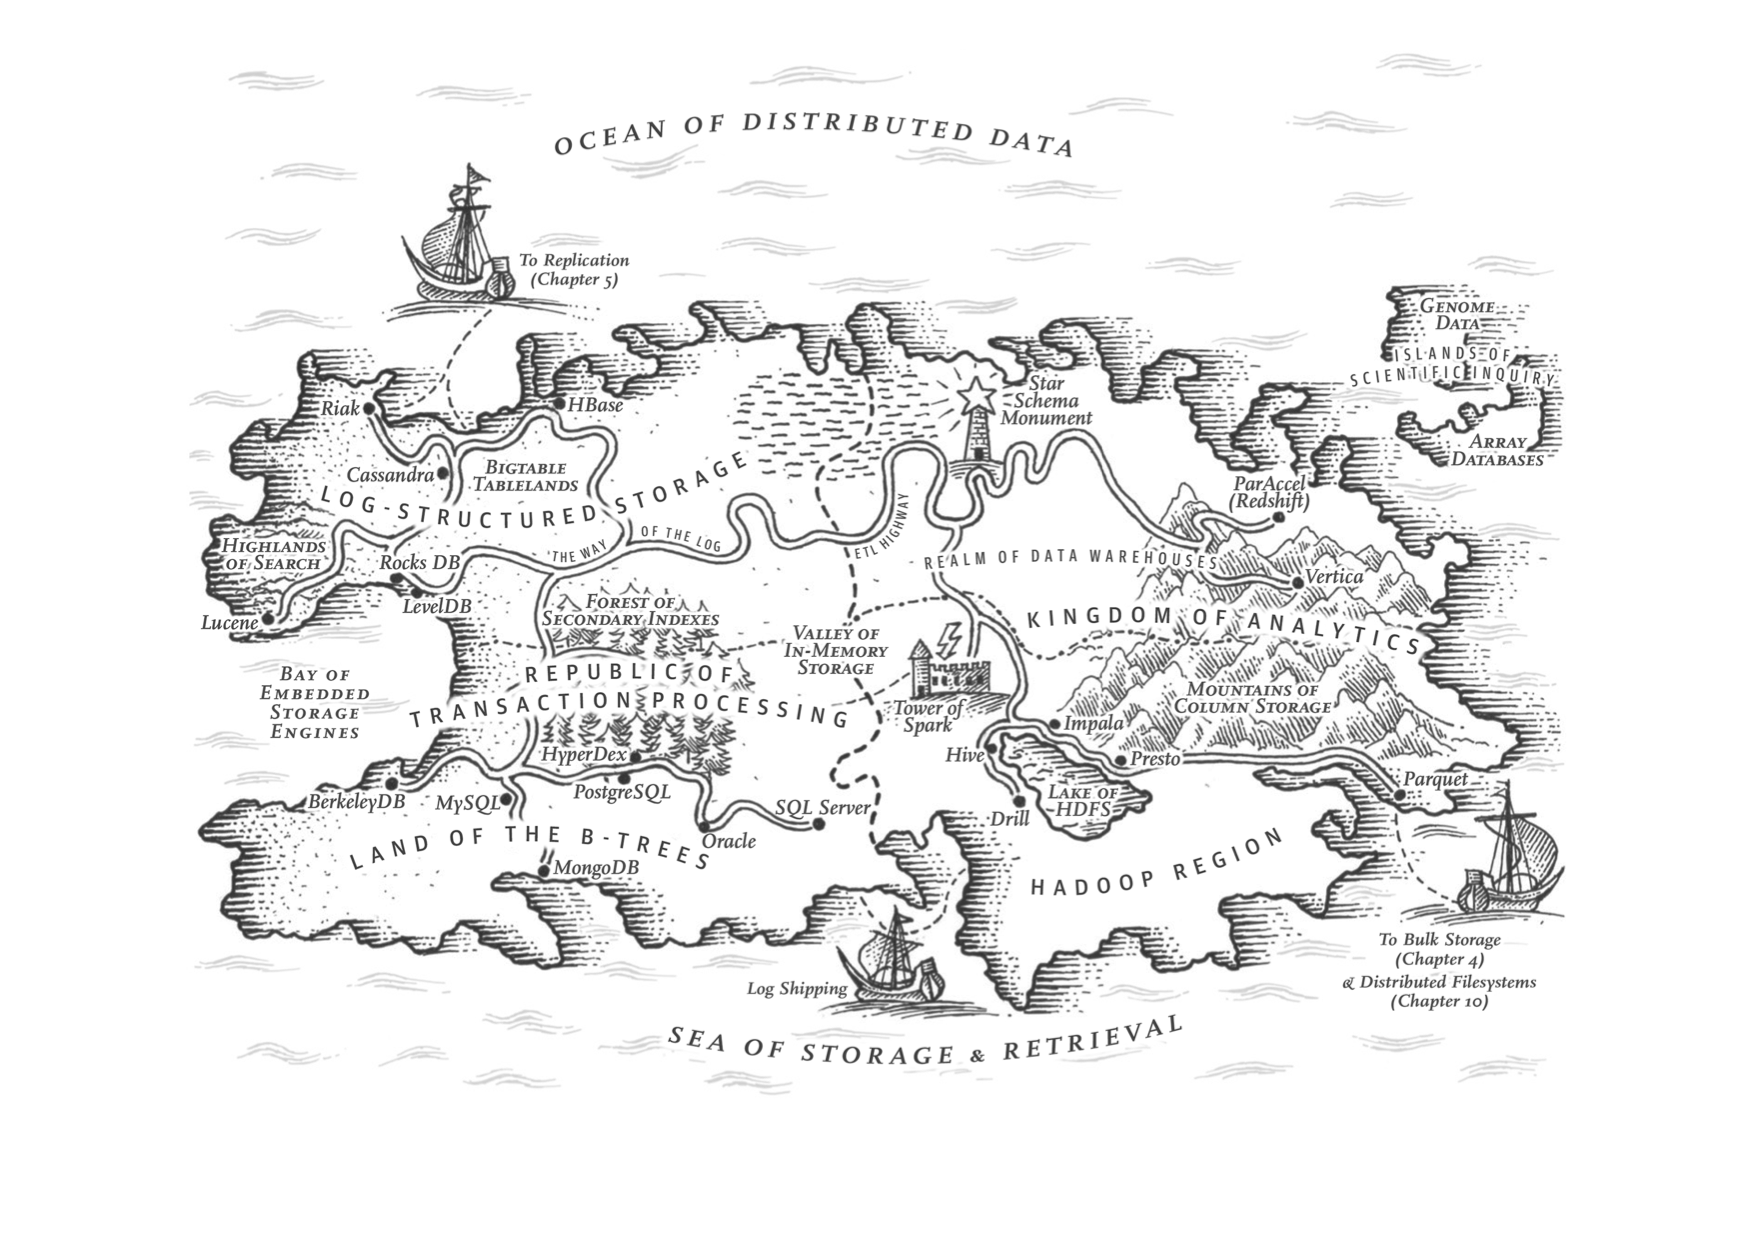 OCEAN OF DISTRIBUTED DATA
To Replication
(Chapter 5)
GENOME
DATA
ISLANDS OF
SCIENTIFIC INQUIRY
ARRAY
DATABASES
Star
Schema
Monument
Riak
HBase
Cassandra
BIGTABLE
TABLELANDS
LOG-STRUCTURED STORAGE
ParAccel
(Redshift)
HIGHLANDS
OF SEARCH
Rocks DB
THE WAY OF THE LOG
ETL HIGHWAY
REALM OF DATA WAREHOUSES
Vertica
LevelDB
Lucene
FOREST OF
SECONDARY INDEXES
KINGDOM OF ANALYTICS
VALLEY OF
IN-MEMORY
STORAGE
BAY OF
EMBEDDED
STORAGE
ENGINES
REPUBLIC OF
TRANSACTION PROCESSING
MOUNTAINS OF
COLUMN STORAGE
Tower of
Spark
Impala
HyperDex
Hive
Presto
Parquet
BerkeleyDB
MySQL
PostgreSQL
SQL Server
LAKE OF
HDFS
Drill
Oracle
LAND OF THE B-TREES
MongoDB
HADOOP REGION
To Bulk Storage
(Chapter 4)
& Distributed Filesystems
(Chapter 10)
Log Shipping
SEA OF STORAGE & RETRIEVAL